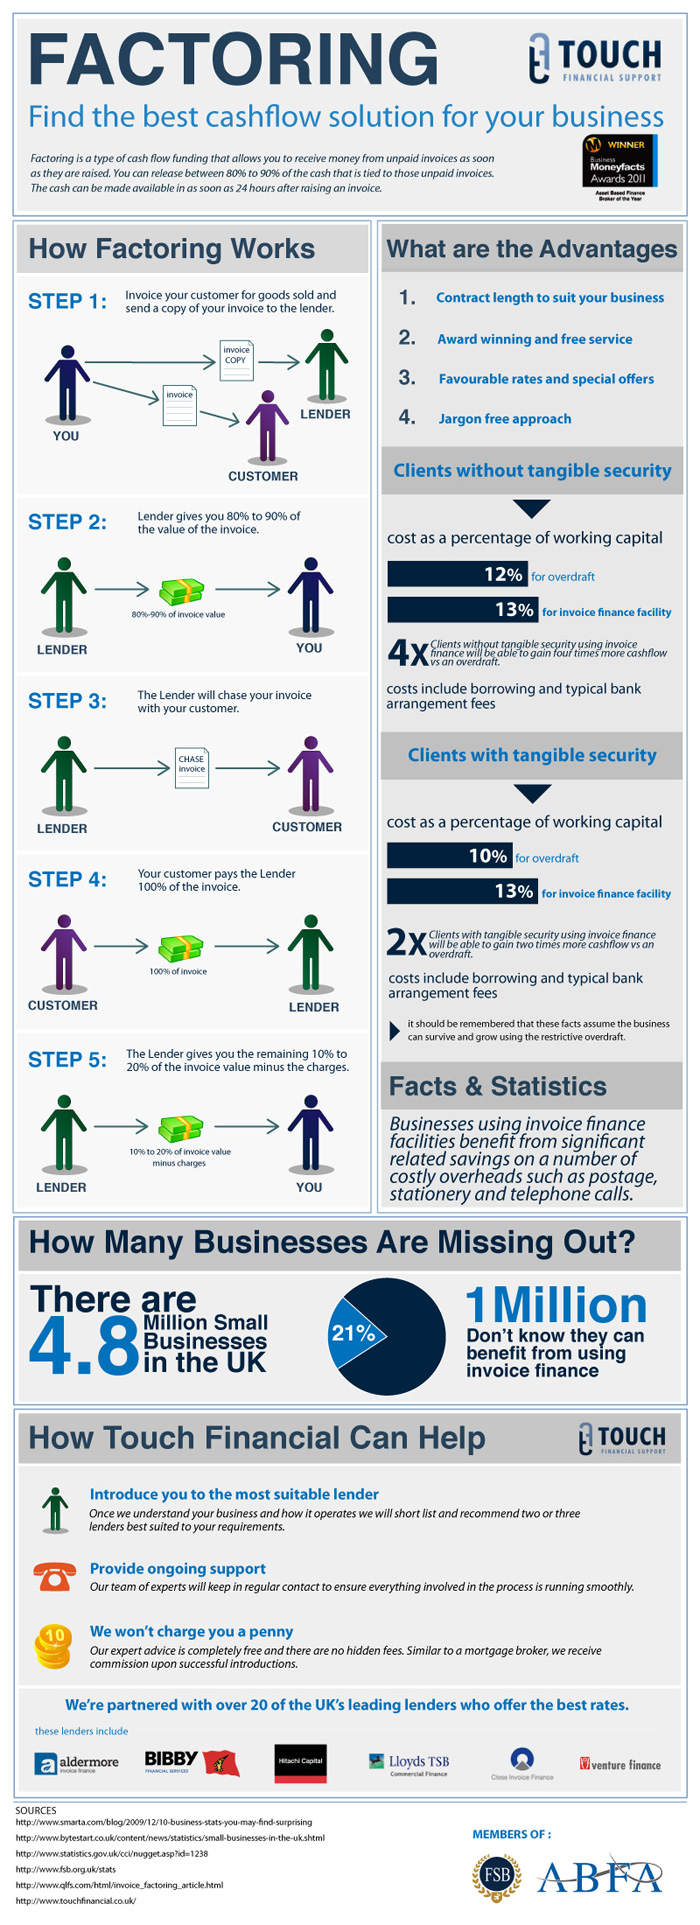 FACTORING
TOUCH
FINANCIAL SUPPORT
Find the best cashflow solution for your business
Factoring is a type of cash flow funding that allows you to receive money from unpaid invoices as soon
as they are raised. You can release between 80% to 90% of the cash that is tied to those unpaid invoices.
The cash can be made available in as soon as 24 hours after raising an invoice.
WINNER
Business
Moneyfacts
Awards 2011
Asset Based Finance
Broker of the Year
How Factoring Works
STEP 1:
Invoice your customer for goods sold and
send a copy of your invoice to the lender.
invoice
COPY
invoice
LENDER
YOU
CUSTOMER
STEP 2:
Lender gives you 80% to 90% of
the value of the invoice.
80%-90% of invoice value
LENDER
YOU
STEP 3:
The Lender will chase your invoice
with your customer.
CHASE
invoice
LENDER
CUSTOMER
STEP 4:
Your customer pays the Lender
100% of the invoice.
100% of invoice
CUSTOMER
LENDER
STEP 5:
The Lender gives you the remaining 10% to
20% of the invoice value minus the charges.
10% to 20% of invoice value
minus charges
LENDER
YOU
What are the Advantages
1. Contract length to suit your business
2. Award winning and free service
3. Favourable rates and special offers
4. Jargon free approach
Clients without tangible security
cost as a percentage of working capital
12% for overdraft
13% for invoice finance facility
4x
Clients without tangible security using invoice
finance will be able to gain four times more cashflow
vs an overdraft.
costs include borrowing and typical bank
arrangement fees
Clients with tangible security
cost as a percentage of working capital
10% for overdraft
13% for invoice finance facility
2x
Clients with tangible security using invoice finance
will be able to gain two times more cashflow vs an
overdraft.
costs include borrowing and typical bank
arrangement fees
it should be remembered that these facts assume the business
can survive and grow using the restrictive overdraft.
Facts & Statistics
Businesses using invoice finance
facilities benefit from significant
related savings on a number of
costly overheads such as postage,
stationery and telephone calls.
How Many Businesses Are Missing Out?
There are
4.8
Million Small
Businesses
in the UK
21%
1Million
Don't know they can
benefit from using
invoice finance
How Touch Financial Can Help
TOUCH
FINANCIAL SUPPORT
Introduce you to the most suitable lender
Once we understand your business and how it operates we will short list and recommend two or three
lenders best suited to your requirements.
Provide ongoing support
Our team of experts will keep in regular contact to ensure everything involved in the process is running smoothly.
10
We won't charge you a penny
Our expert advice is completely free and there are no hidden fees. Similar to a mortgage broker, we receive
commission upon successful introductions.
We're partnered with over 20 of the UK's leading lenders who offer the best rates.
these lenders include
a aldermore
invoice finance
BIBBY
FINANCIAL SERVICES
Hitachi Capital
Lloyds TSB
Commercial Finance
Close Invoice Finance
venture finance
SOURCES
http://www.smarta.com/blog/2009/12/10-business-stats-you-may-find-surprising
http://www.bytestart.co.uk/content/news/statistics/small-businesses-in-the-uk.shtml
http://www.statistics.gov.uk/cci/nugget.asp?id=1238
http://www.fsb.org.uk/stats
http://www.qlfs.com/html/invoice_factoring_article.html
http://www.touchfinancial.co.uk/
MEMBERS OF :
FSB
ABFA